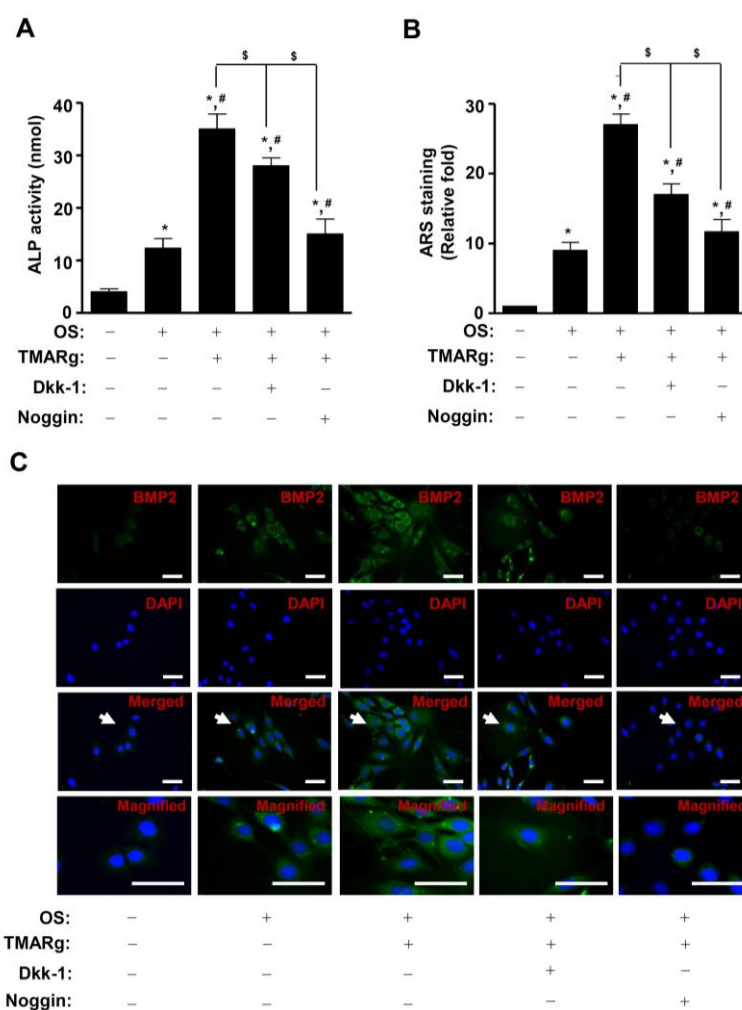 A
$ $
*,#
*,#
*,#
*
ALP activity (nmol)
40
30
20
10
0
OS: – + + + +
TMARg: – – + + +
Dkk-1: – – – + –
Noggin: – – – – +
B
$ $
*,#
*,#
*,#
*
ARS staining
(Relative fold)
30
20
10
0
OS: – + + + +
TMARg: – – + + +
Dkk-1: – – – + –
Noggin: – – – – +
C
BMP2 BMP2 BMP2 BMP2 BMP2
DAPI DAPI DAPI DAPI DAPI
Merged Merged Merged Merged Merged
Magnified Magnified Magnified Magnified Magnified
OS: – + + + +
TMARg: – – + + +
Dkk-1: – – – + –
Noggin: – – – – +